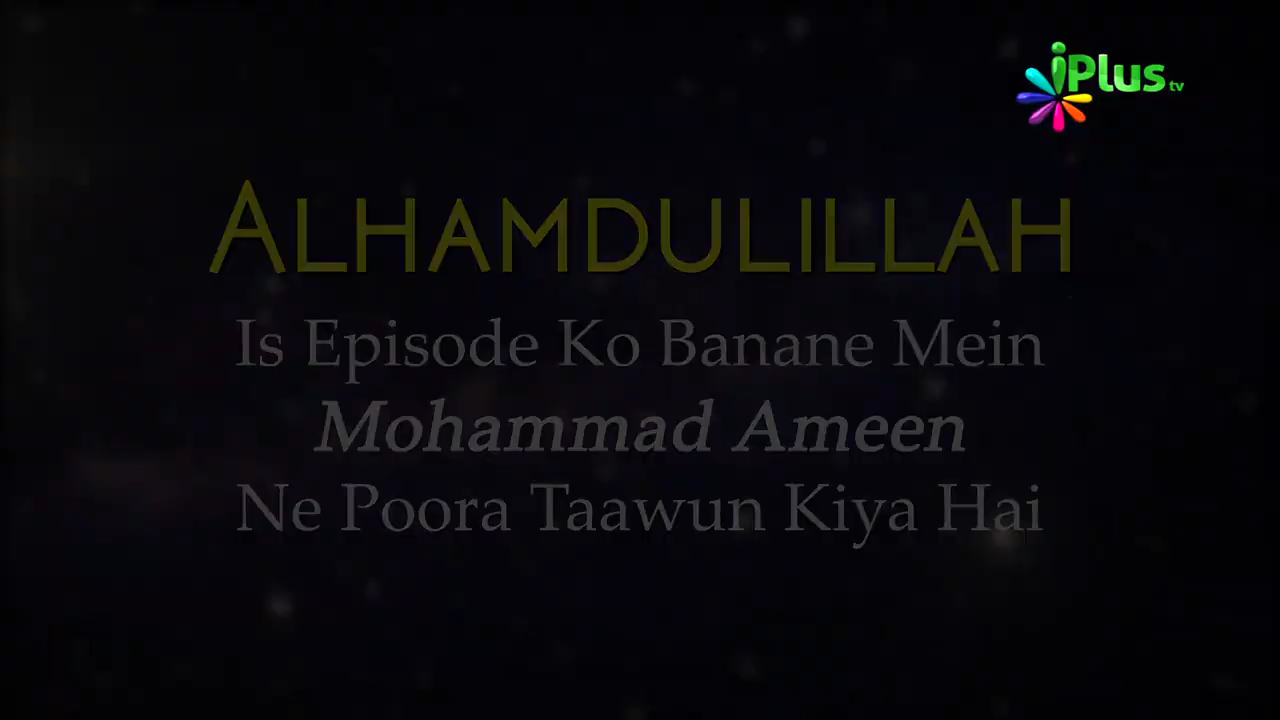 iPlus tv
ALHAMDULILLAH
Is Episode Ko Banane Mein
Mohammad Ameen
Ne Poora Taawun Kiya Hai